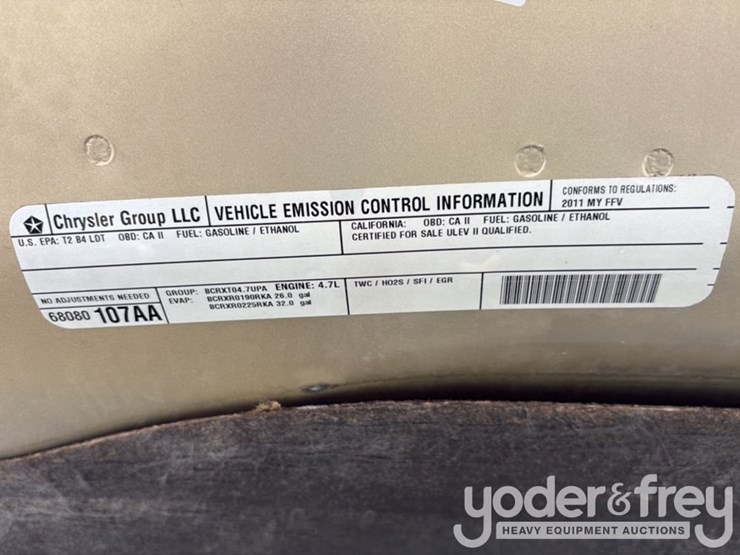 Chrysler Group LLC
VEHICLE EMISSION CONTROL INFORMATION
CONFORMS TO REGULATIONS:
2011 MY FFV
U.S. EPA: T2 B4 LDT OBD: CA II FUEL: GASOLINE / ETHANOL
CALIFORNIA: OBD: CA II FUEL: GASOLINE / ETHANOL
CERTIFIED FOR SALE ULEV II QUALIFIED.
NO ADJUSTMENTS NEEDED
68080 107AA
GROUP: BCRXT04.7UPA ENGINE: 4.7L
EVAP: BCRXR0190RKA 26.0 gal
BCRXR0225RKA 32.0 gal
TWC / HO2S / SFI / EGR
yoder&frey
HEAVY EQUIPMENT AUCTIONS